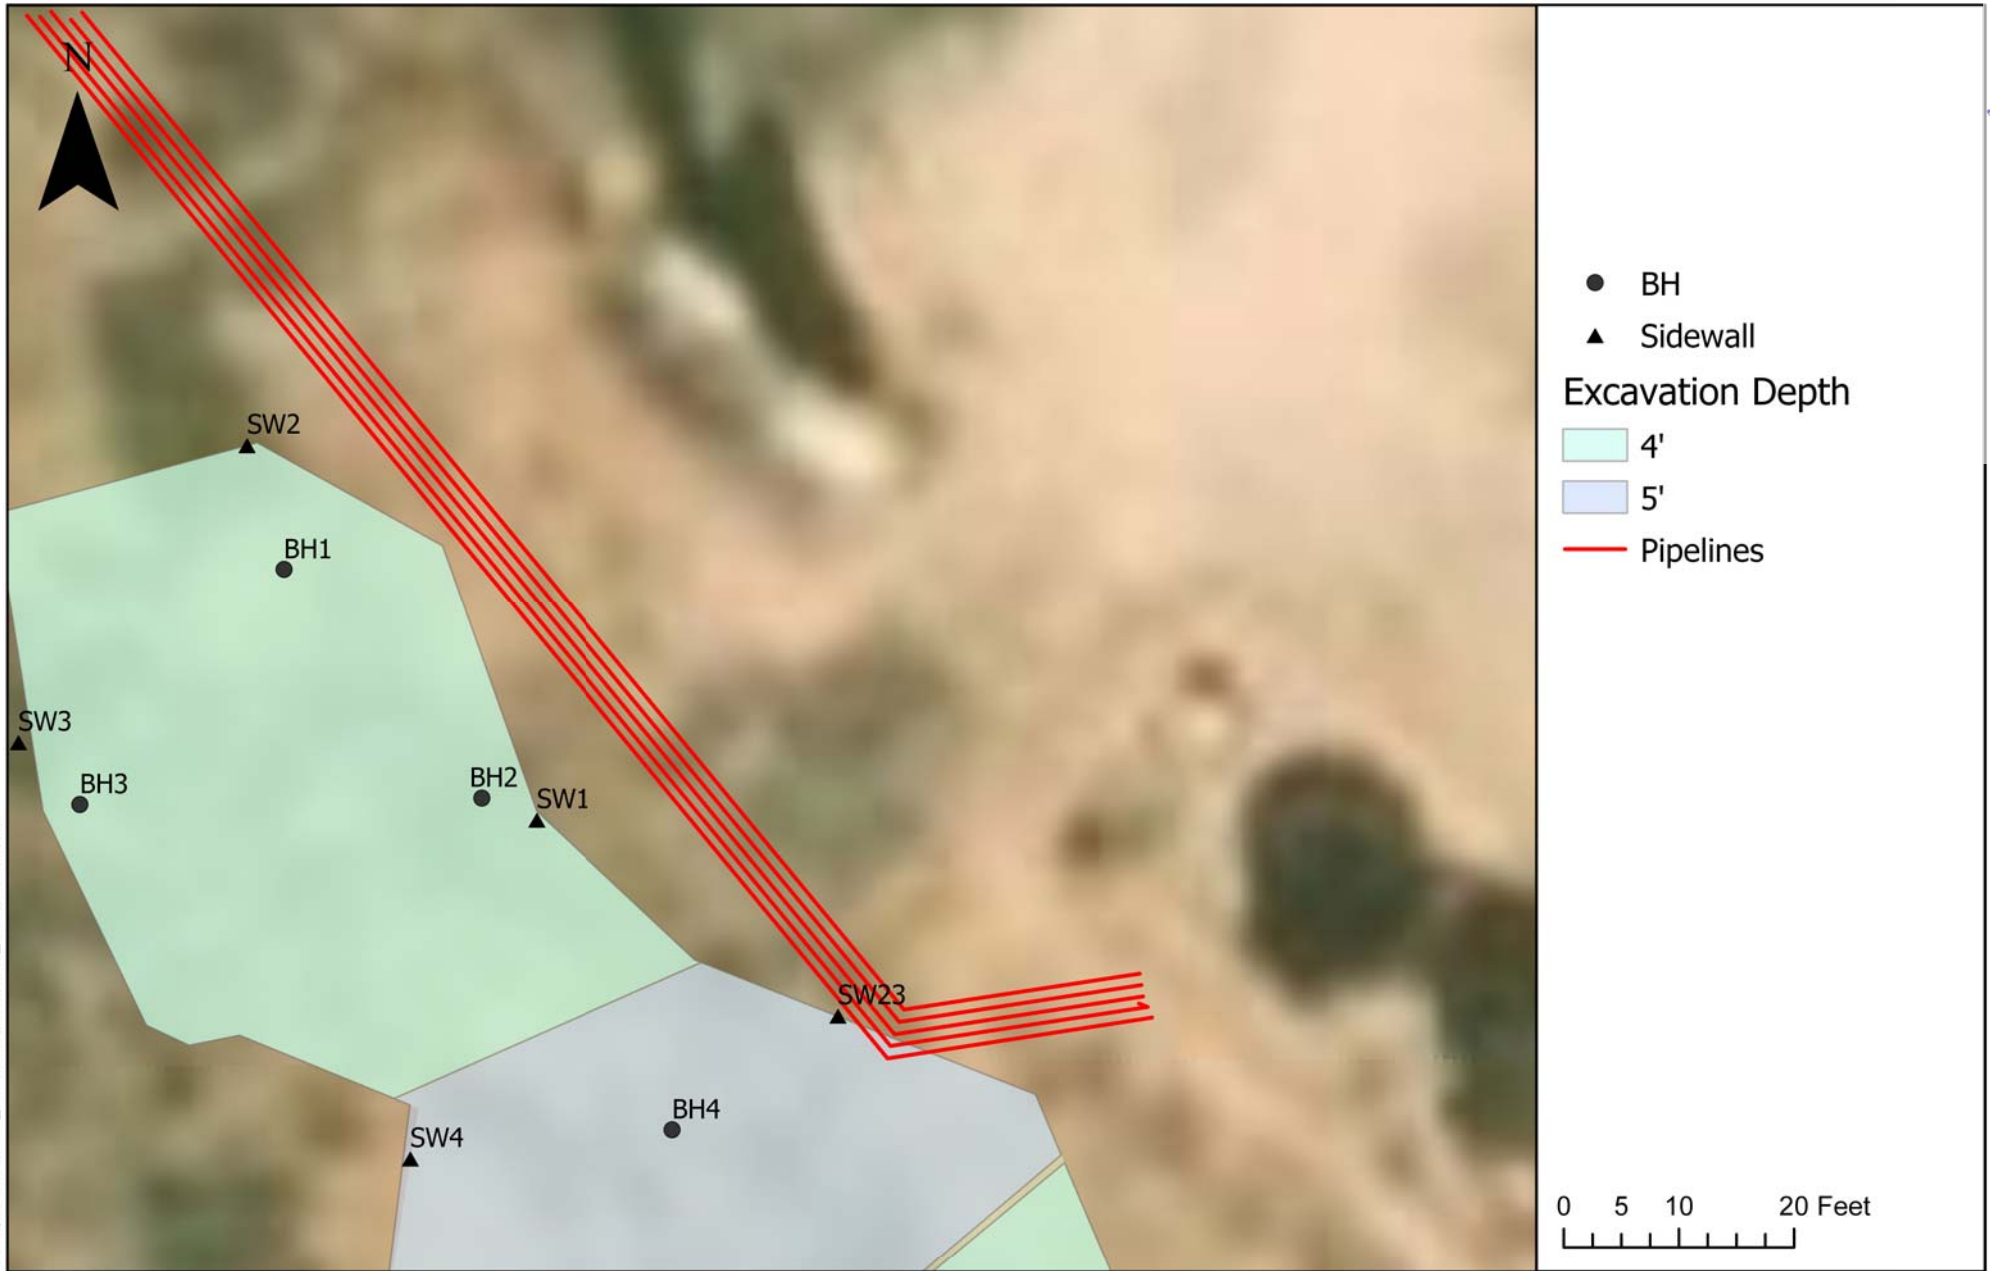 N
SW2
BH1
SW3
BH3
BH2
SW1
SW23
BH4
SW4
BH
Sidewall
Excavation Depth
4'
5'
Pipelines
0 5 10 20 Feet